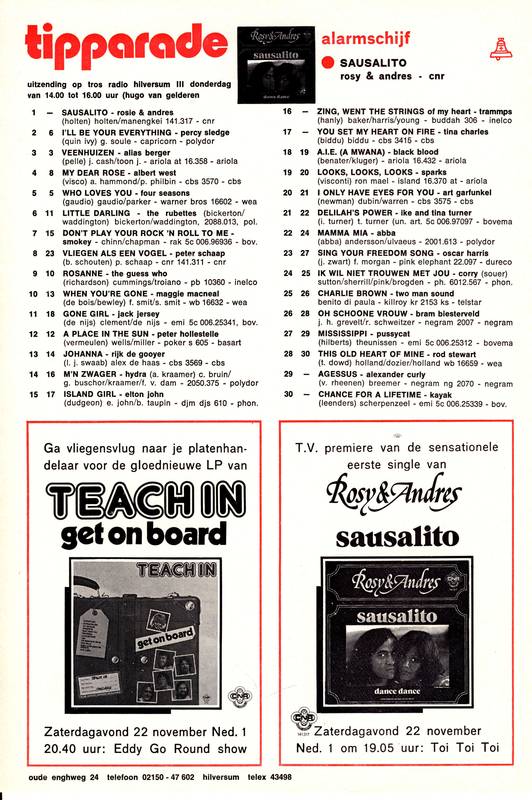 tipparade
Rosy & Andres
sausalito
dance dance
alarmschijf
SAUSALITO
rosy & andres - cnr
uitzending op tros radio hilversum III donderdag
van 14.00 tot 16.00 uur (hugo van gelderen
1 — SAUSALITO - rosie & andres
(holten) holten/manengkei 141.317 - cnr
2 6 I'LL BE YOUR EVERYTHING - percy sledge
(quin ivy) g. soule - capricorn - polydor
3 3 VEENHUIZEN - alias berger
(pelle) j. cash/toon j. - ariola at 16.358 - ariola
4 8 MY DEAR ROSE - albert west
(visco) a. hammond/p. philbin - cbs 3570 - cbs
5 5 WHO LOVES YOU - four seasons
(gaudio) gaudio/parker - warner bros 16602 - wea
6 11 LITTLE DARLING - the rubettes (bickerton/
waddington) bickerton/waddington, 2088.013, pol.
7 15 DON'T PLAY YOUR ROCK 'N ROLL TO ME -
smokey - chinn/chapman - rak 5c 006.96936 - bov.
8 23 VLIEGEN ALS EEN VOGEL - peter schaap
(b. schouten) p. schaap - cnr 141.311 - cnr
9 10 ROSANNE - the guess who
(richardson) cummings/troiano - pb 10360 - inelco
10 13 WHEN YOU'RE GONE - maggie macneal
(de bois/bewley) f. smit/s. smit - wb 16632 - wea
11 18 GONE GIRL - jack jersey
(de nijs) clement/de nijs - emi 5c 006.25341, bov.
12 12 A PLACE IN THE SUN - peter hollestelle
(vermeulen) wells/miller - poker s 605 - basart
13 14 JOHANNA - rijk de gooyer
(l. j. swaab) alex de haas - cbs 3569 - cbs
14 16 M'N ZWAGER - hydra (a. kraamer) c. bruin/
g. buschor/kraamer/f. v. dam - 2050.375 - polydor
15 17 ISLAND GIRL - elton john
(dudgeon) e. john/b. taupin - djm djs 610 - phon.
16 — ZING, WENT THE STRINGS of my heart - trammps
(hanly) baker/harris/young - buddah 306 - inelco
17 — YOU SET MY HEART ON FIRE - tina charles
(biddu) biddu - cbs 3415 - cbs
18 19 A.I.E. (A MWANA) - black blood
(benater/kluger) - ariola 16.432 - ariola
19 20 LOOKS, LOOKS, LOOKS - sparks
(visconti) ron mael - island 16.370 at - ariola
20 21 I ONLY HAVE EYES FOR YOU - art garfunkel
(newman) dubin/warren - cbs 3575 - cbs
21 22 DELILAH'S POWER - ike and tina turner
(i. turner) t. turner (un. art. 5c 006.97097 - bovema
22 24 MAMMA MIA - abba
(abba) andersson/ulvaeus - 2001.613 - polydor
23 27 SING YOUR FREEDOM SONG - oscar harris
(j. zwart) f. morgan - pink elephant 22.097 - dureco
24 25 IK WIL NIET TROUWEN MET JOU - corry (souer)
sutton/sherrill/pink/brogden - ph. 6012.567 - phon.
25 26 CHARLIE BROWN - two man sound
benito di paula - killroy kr 2153 ks - telstar
26 28 OH SCHOONE VROUW - bram biesterveld
j. h. grevelt/r. schweitzer - negram 2007 - negram
27 29 MISSISSIPPI - pussycat
(hilberts) theunissen - emi 5c 006.25312 - bovema
28 30 THIS OLD HEART OF MINE - rod stewart
(f. dowd) holland/dozier/holland wb 16659 - wea
29 — AGESSUS - alexander curly
(v. rheenen) breemer - negram ng 2070 - negram
30 — CHANCE FOR A LIFETIME - kayak
(leenders) scherpenzeel - emi 5c 006.25339 - bov.
Ga vliegensvlug naar je platenhan-
delaar voor de gloednieuwe LP van
TEACH IN
get on board
TEACH IN
get on board
CNR
Zaterdagavond 22 november Ned. 1
20.40 uur: Eddy Go Round show
T.V. premiere van de sensationele
eerste single van
Rosy & Andres
sausalito
Rosy & Andres
CNR
sausalito
dance dance
CNR
141.317
Zaterdagavond 22 november
Ned. 1 om 19.05 uur: Toi Toi Toi
oude enghweg 24 telefoon 02150 - 47 602 hilversum telex 43498